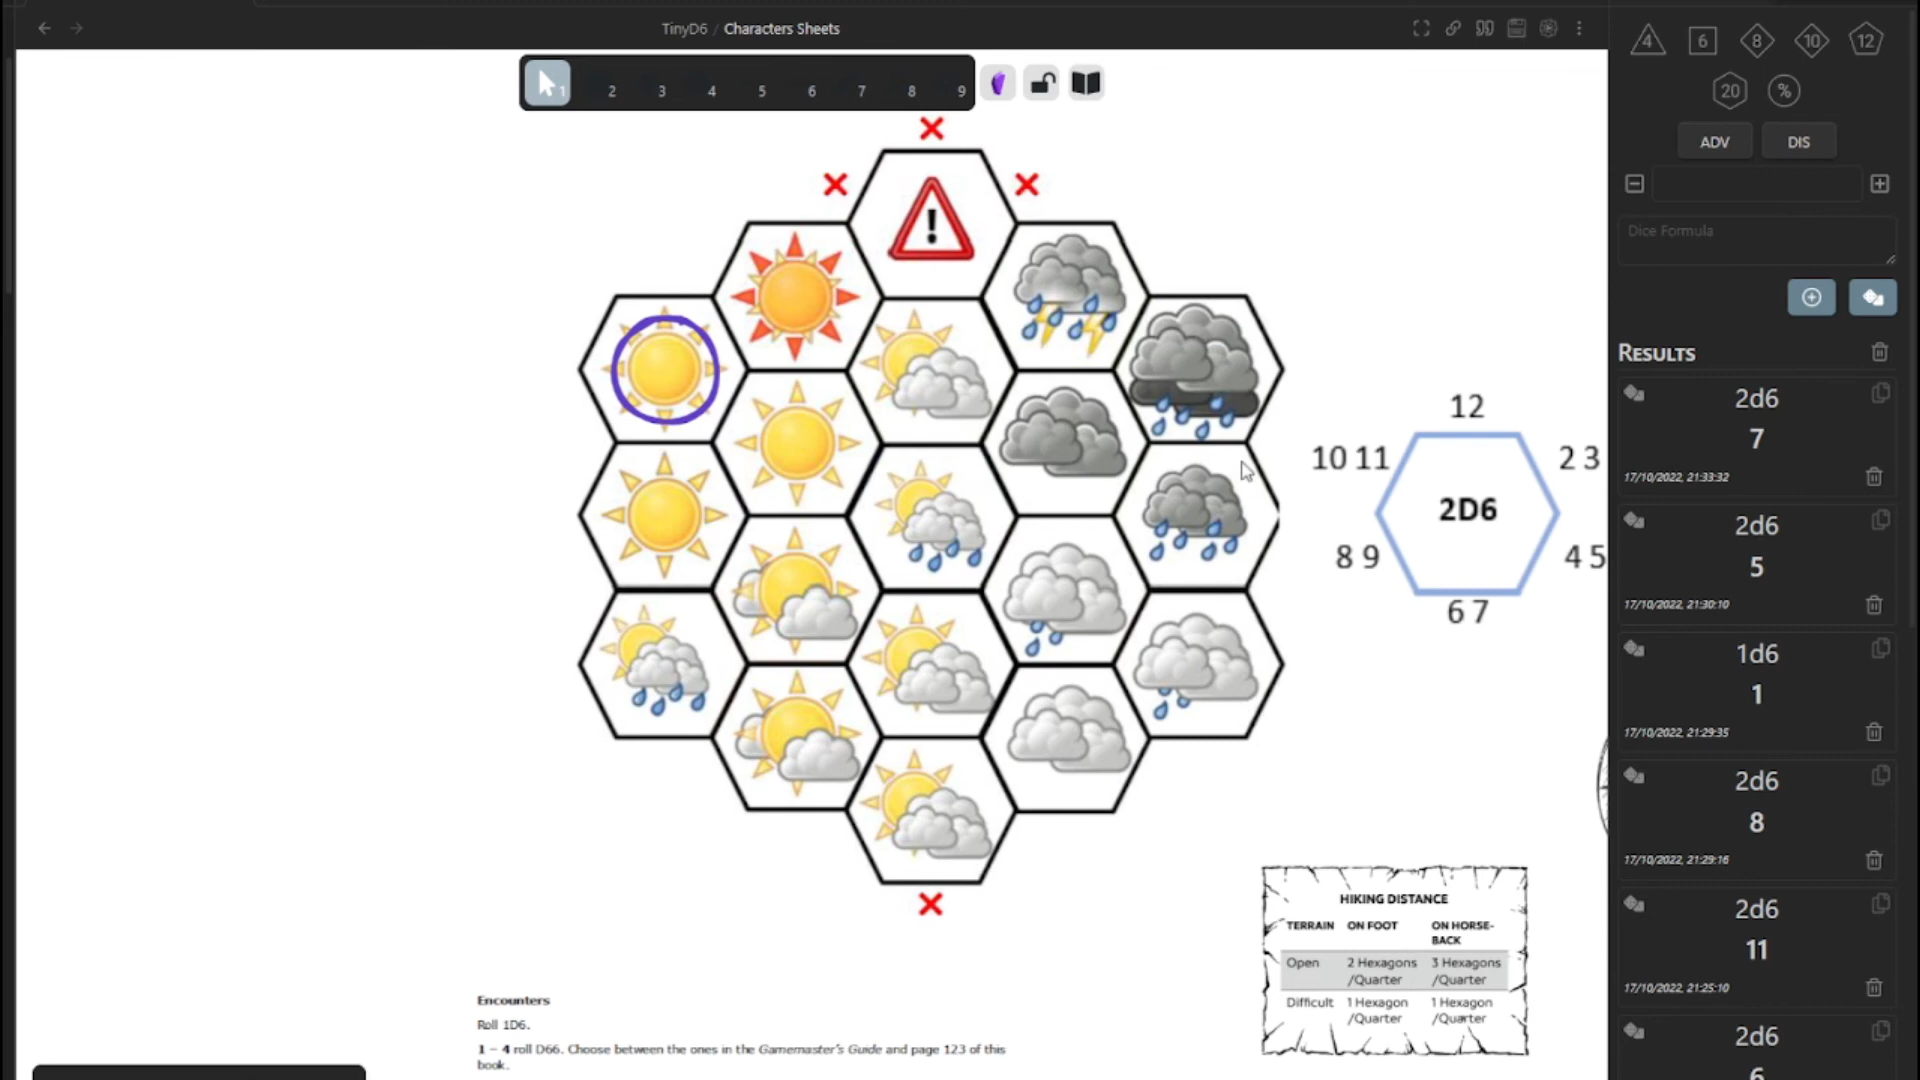 TinyD6 / Characters Sheets
1 2 3 4 5 6 7 8 9
4 6 8 10 12
20 %
ADV DIS
Dice Formula
!
RESULTS
2d6
7
17/10/2022, 21:33:32
2d6
5
17/10/2022, 21:30:10
1d6
1
17/10/2022, 21:29:35
2d6
8
17/10/2022, 21:29:16
2d6
11
17/10/2022, 21:25:10
2d6
6
12
10 11 2 3
2D6
8 9 4 5
6 7
HIKING DISTANCE
TERRAIN ON FOOT ON HORSE-
BACK
Open 2 Hexagons 3 Hexagons
/Quarter /Quarter
Difficult 1 Hexagon 1 Hexagon
/Quarter /Quarter
Encounters
Roll 1D6.
1 – 4 roll D66. Choose between the ones in the Gamemaster's Guide and page 123 of this
book.